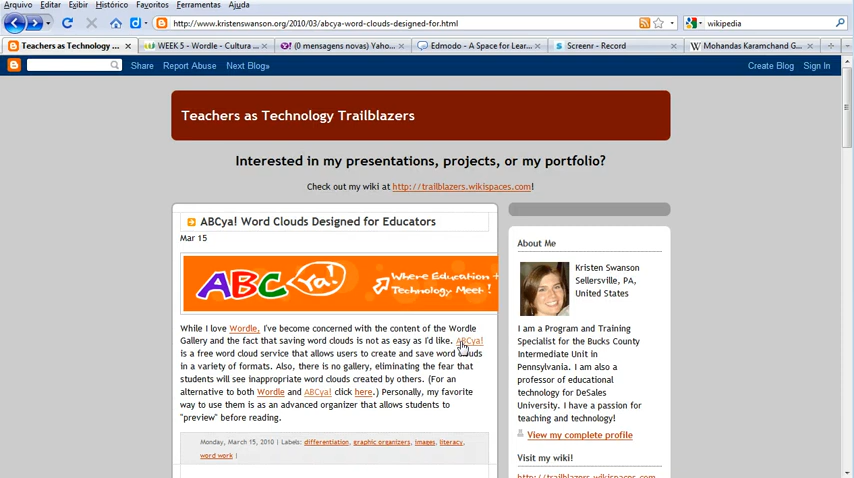 Arquivo Editar Exibir Histórico Favoritos Ferramentas Ajuda
http://www.kristenswanson.org/2010/03/abcya-word-clouds-designed-for.html wikipedia
Teachers as Technology ... WEEK 5 - Wordle - Cultura ... (0 mensagens novas) Yaho... Edmodo - A Space for Lear... Screenr - Record Mohandas Karamchand G...
Share Report Abuse Next Blog» Create Blog Sign In
Teachers as Technology Trailblazers
Interested in my presentations, projects, or my portfolio?
Check out my wiki at http://trailblazers.wikispaces.com!
ABCya! Word Clouds Designed for Educators
Mar 15
ABCya! Where Education +
Technology Meet!
While I love Wordle, I've become concerned with the content of the Wordle
Gallery and the fact that saving word clouds is not as easy as I'd like. ABCya!
is a free word cloud service that allows users to create and save word clouds
in a variety of formats. Also, there is no gallery, eliminating the fear that
students will see inappropriate word clouds created by others. (For an
alternative to both Wordle and ABCya! click here.) Personally, my favorite
way to use them is as an advanced organizer that allows students to
"preview" before reading.
Monday, March 15, 2010 | Labels: differentiation, graphic organizers, images, literacy,
word work |
About Me
Kristen Swanson
Sellersville, PA,
United States
I am a Program and Training
Specialist for the Bucks County
Intermediate Unit in
Pennsylvania. I am also a
professor of educational
technology for DeSales
University. I have a passion for
teaching and technology!
View my complete profile
Visit my wiki!
http://trailblazers.wikispaces.com